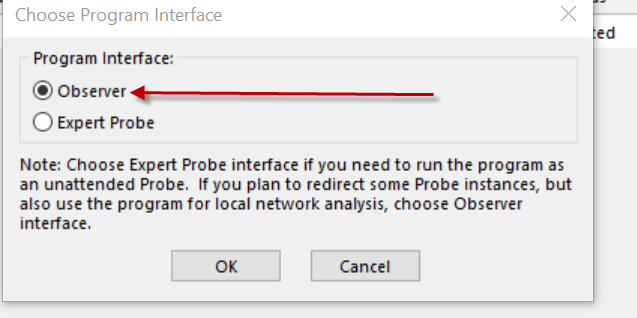 Choose Program Interface
ted
Program Interface:
Observer
Expert Probe
Note: Choose Expert Probe interface if you need to run the program as
an unattended Probe. If you plan to redirect some Probe instances, but
also use the program for local network analysis, choose Observer
interface.
OK
Cancel